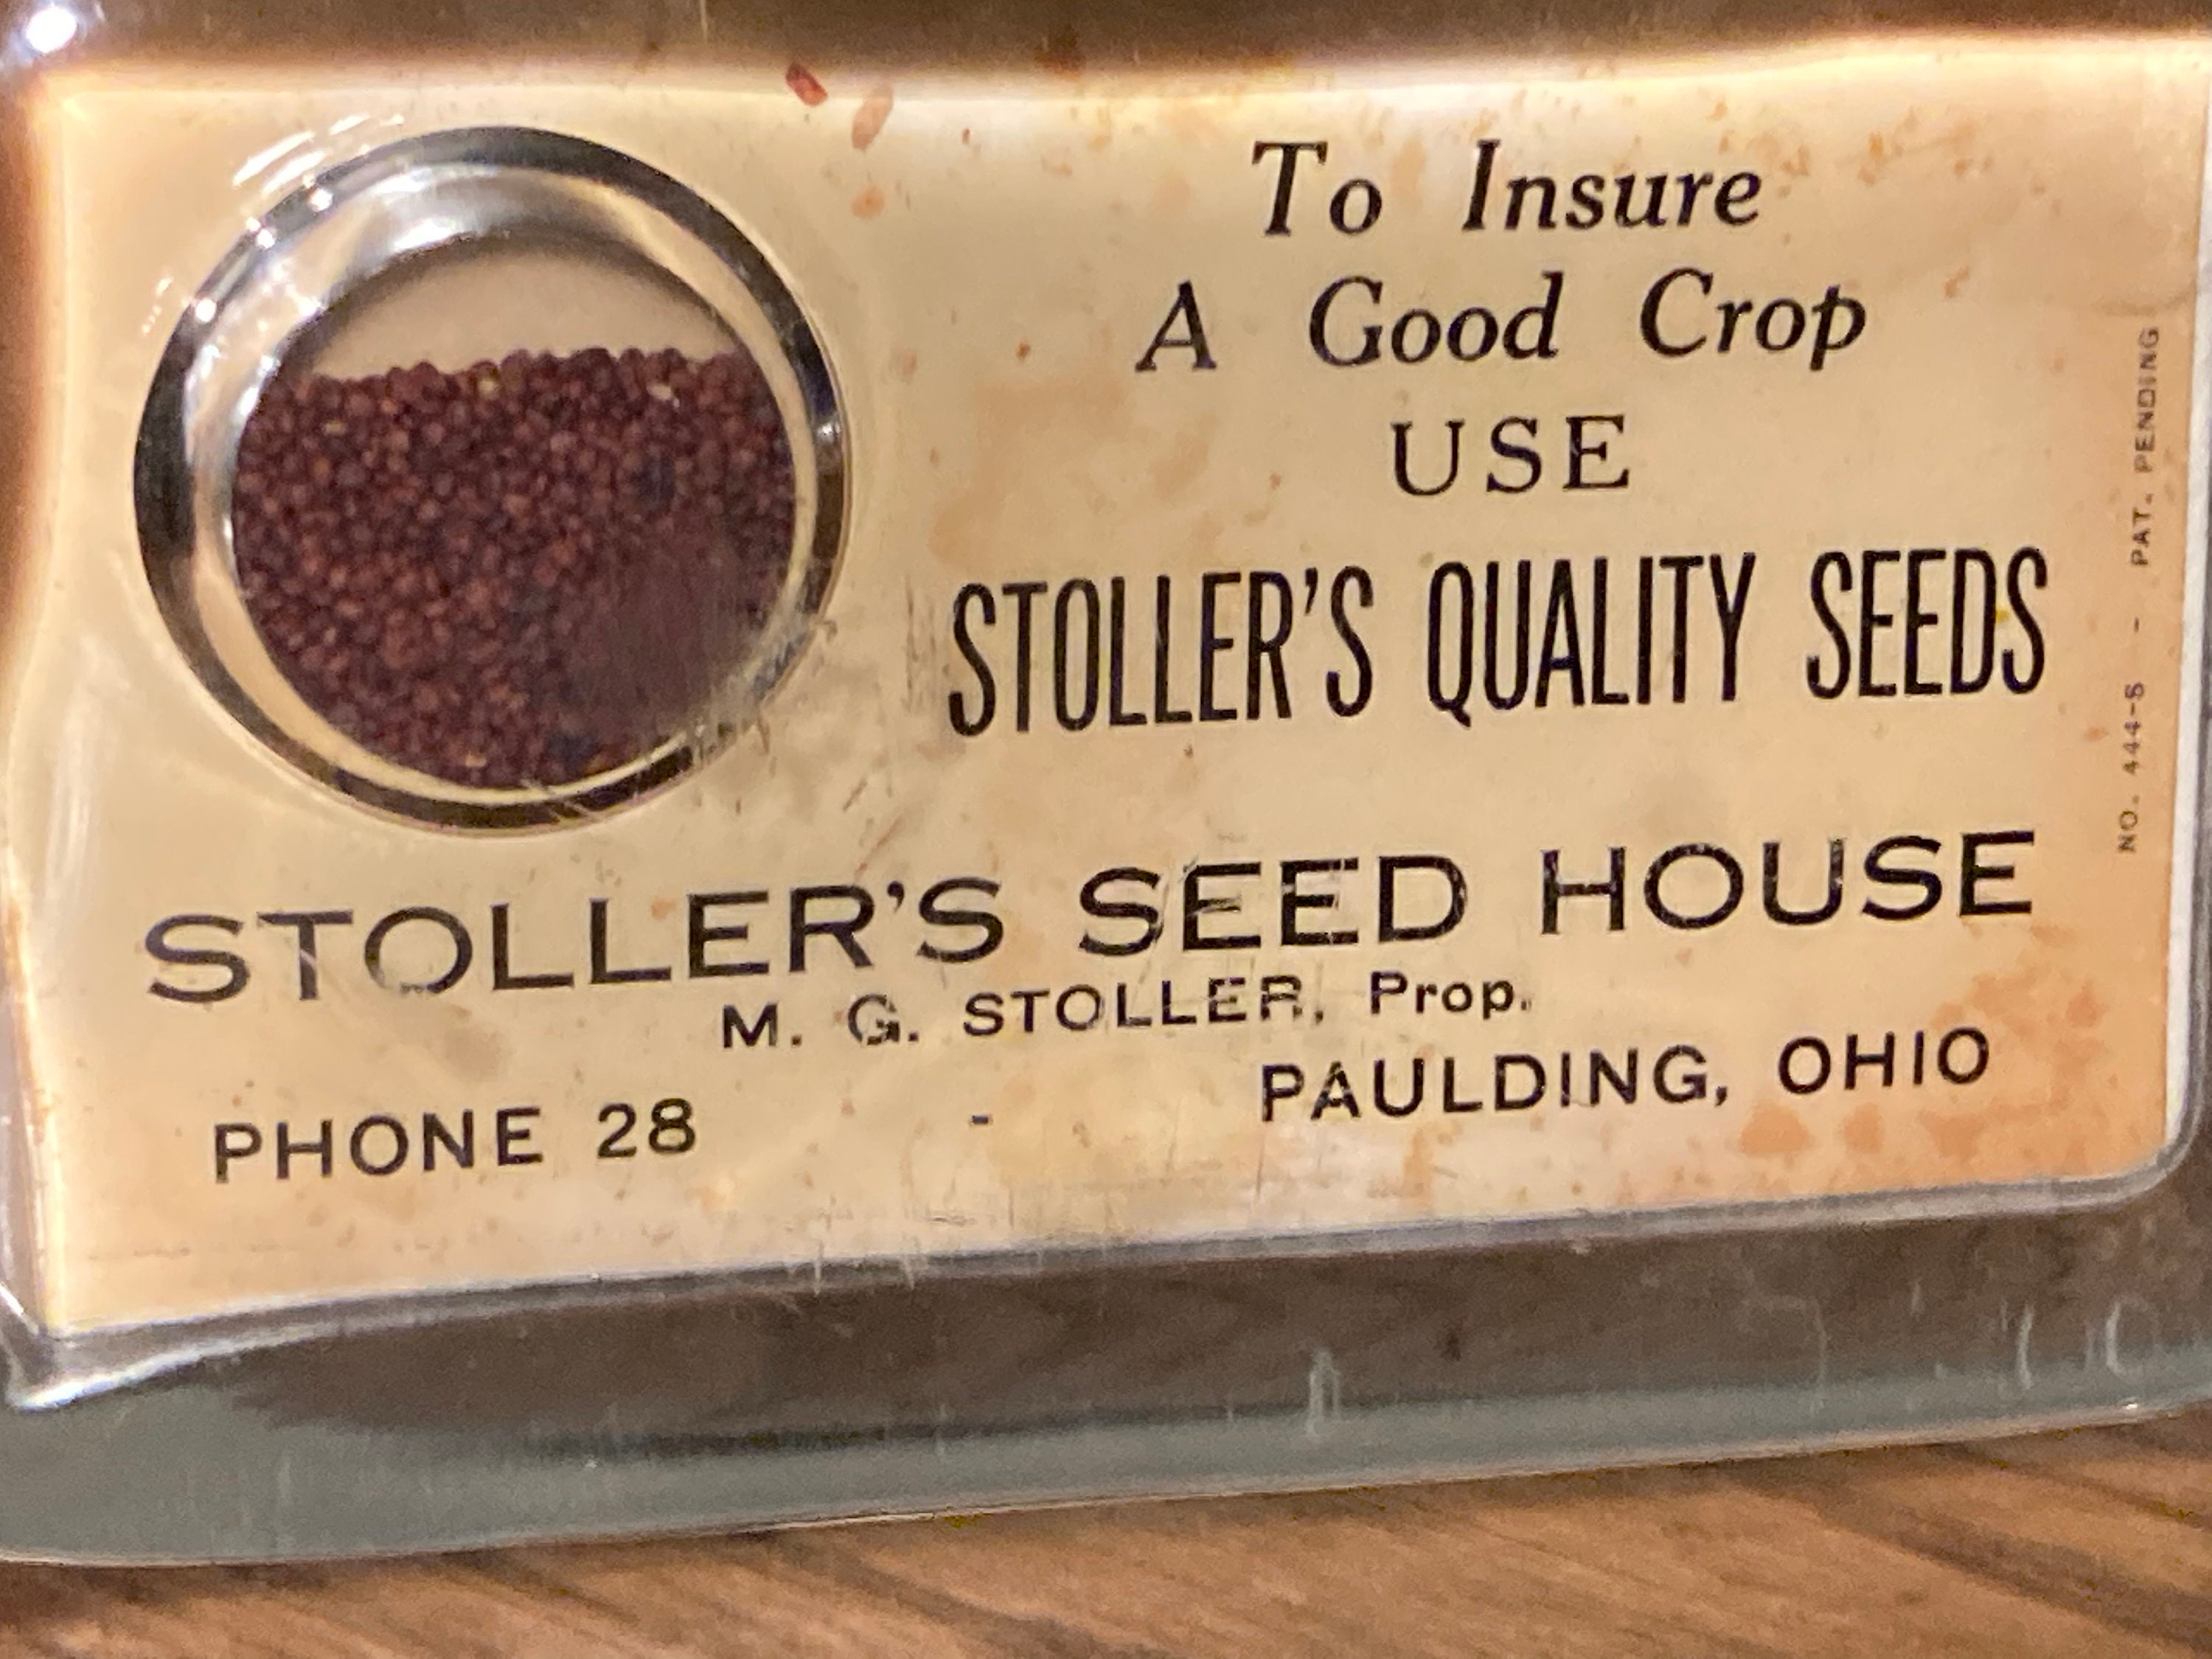 To Insure
A Good Crop
USE
STOLLER'S QUALITY SEEDS
STOLLER'S SEED HOUSE
M. G. STOLLER, Prop.
PHONE 28 - PAULDING, OHIO
NO. 444-S - PAT. PENDING